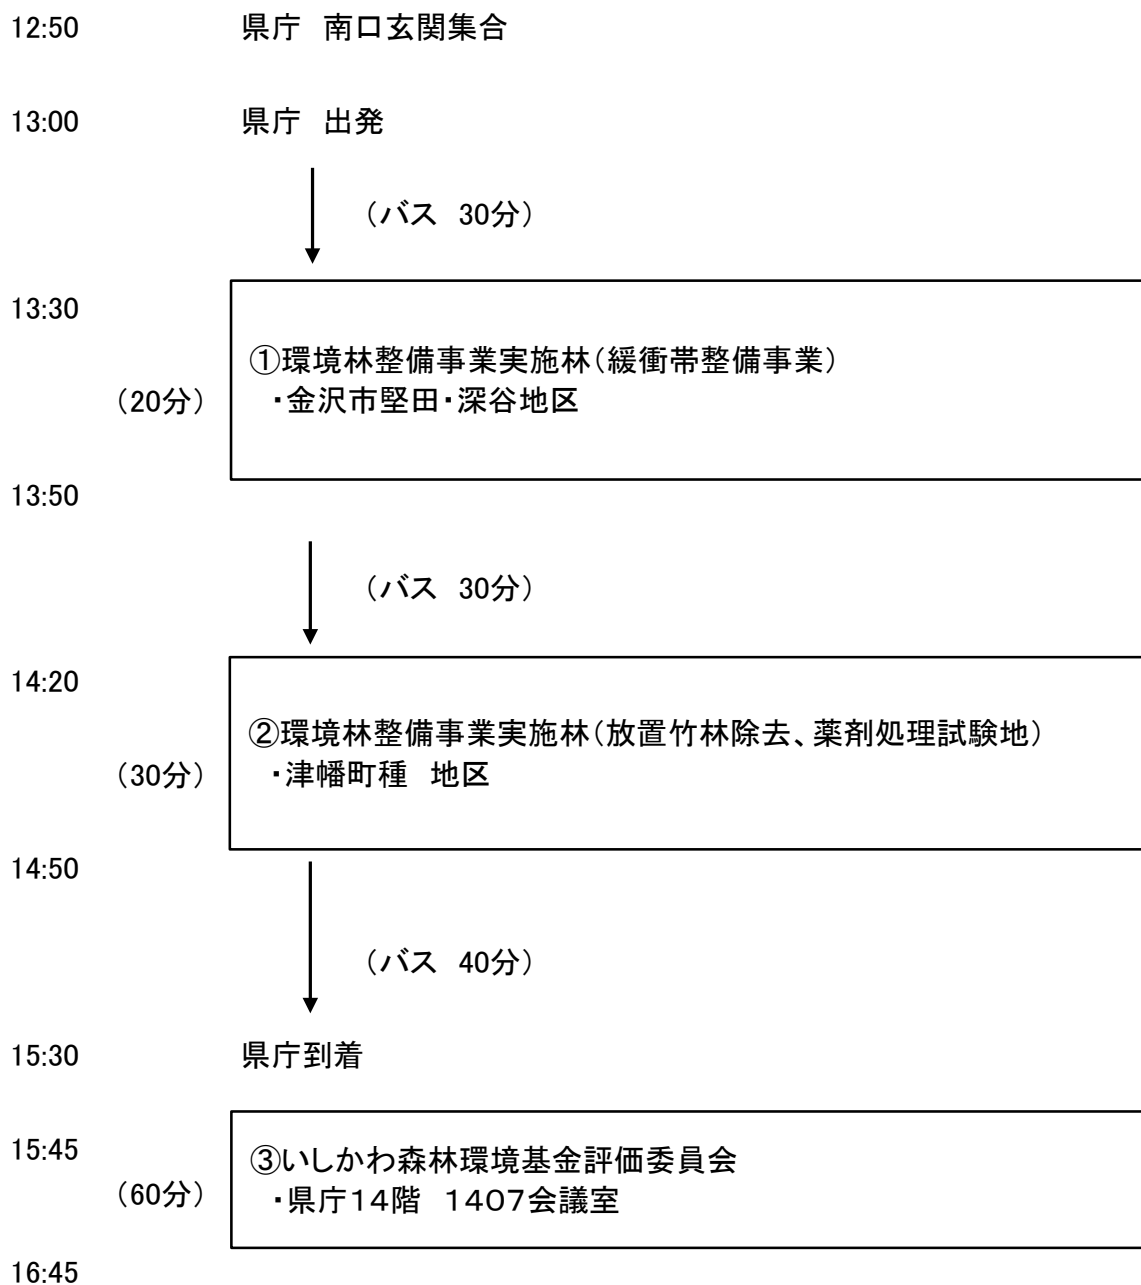 12:50 県庁 南口玄関集合
13:00 県庁 出発
（バス 30分）
13:30
①環境林整備事業実施林（緩衝帯整備事業）
（20分） ・金沢市堅田・深谷地区
13:50
（バス 30分）
14:20
②環境林整備事業実施林（放置竹林除去、薬剤処理試験地）
（30分） ・津幡町種 地区
14:50
（バス 40分）
15:30 県庁到着
15:45 ③いしかわ森林環境基金評価委員会
（60分） ・県庁１４階 １４０７会議室
16:45